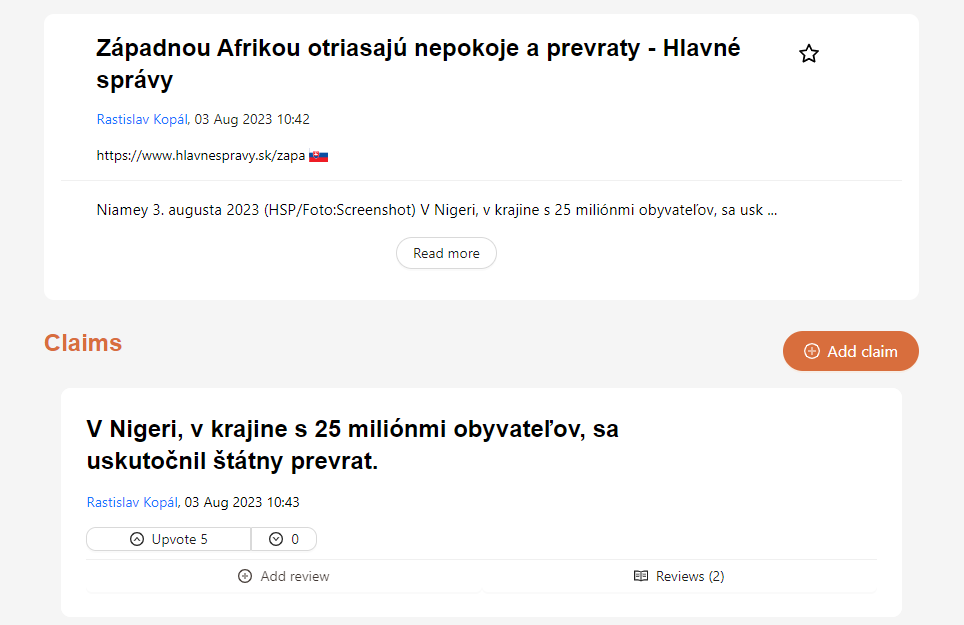 Západnou Afrikou otriasajú nepokoje a prevraty - Hlavné
správy
Rastislav Kopál, 03 Aug 2023 10:42
https://www.hlavnespravy.sk/zapa
Niamey 3. augusta 2023 (HSP/Foto:Screenshot) V Nigeri, v krajine s 25 miliónmi obyvateľov, sa usk ...
Read more
Claims
Add claim
V Nigeri, v krajine s 25 miliónmi obyvateľov, sa
uskutočnil štátny prevrat.
Rastislav Kopál, 03 Aug 2023 10:43
Upvote 5 0
Add review Reviews (2)